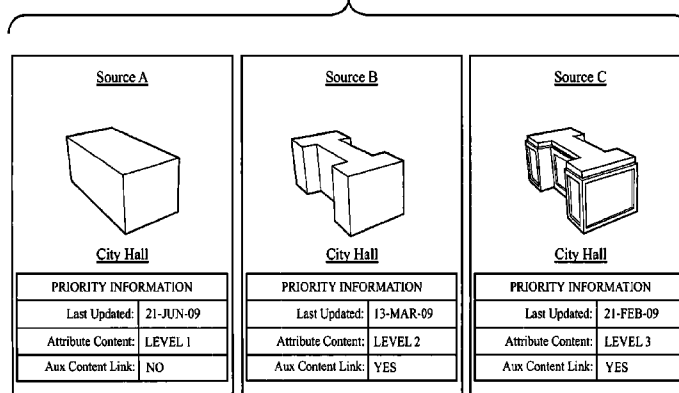 Source A
City Hall
PRIORITY INFORMATION
Last Updated: 21-JUN-09
Attribute Content: LEVEL 1
Aux Content Link: NO
Source B
City Hall
PRIORITY INFORMATION
Last Updated: 13-MAR-09
Attribute Content: LEVEL 2
Aux Content Link: YES
Source C
City Hall
PRIORITY INFORMATION
Last Updated: 21-FEB-09
Attribute Content: LEVEL 3
Aux Content Link: YES